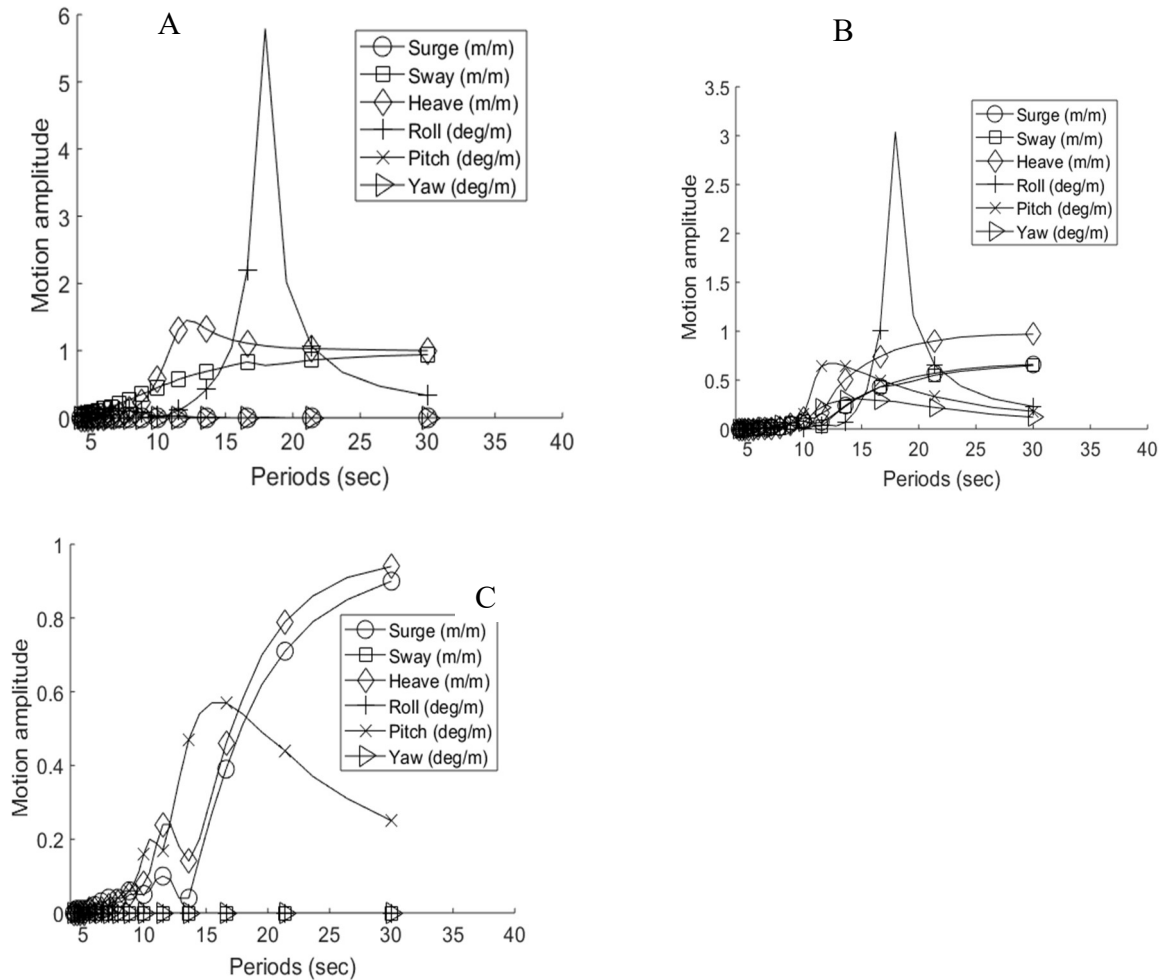 A
6
5
4
3
2
1
0
Motion amplitude
Surge (m/m)
Sway (m/m)
Heave (m/m)
Roll (deg/m)
Pitch (deg/m)
Yaw (deg/m)
5 10 15 20 25 30 35 40
Periods (sec)
B
3.5
3
2.5
2
1.5
1
0.5
0
Motion amplitude
Surge (m/m)
Sway (m/m)
Heave (m/m)
Roll (deg/m)
Pitch (deg/m)
Yaw (deg/m)
5 10 15 20 25 30 35 40
Periods (sec)
C
1
0.8
0.6
0.4
0.2
0
Motion amplitude
Surge (m/m)
Sway (m/m)
Heave (m/m)
Roll (deg/m)
Pitch (deg/m)
Yaw (deg/m)
5 10 15 20 25 30 35 40
Periods (sec)